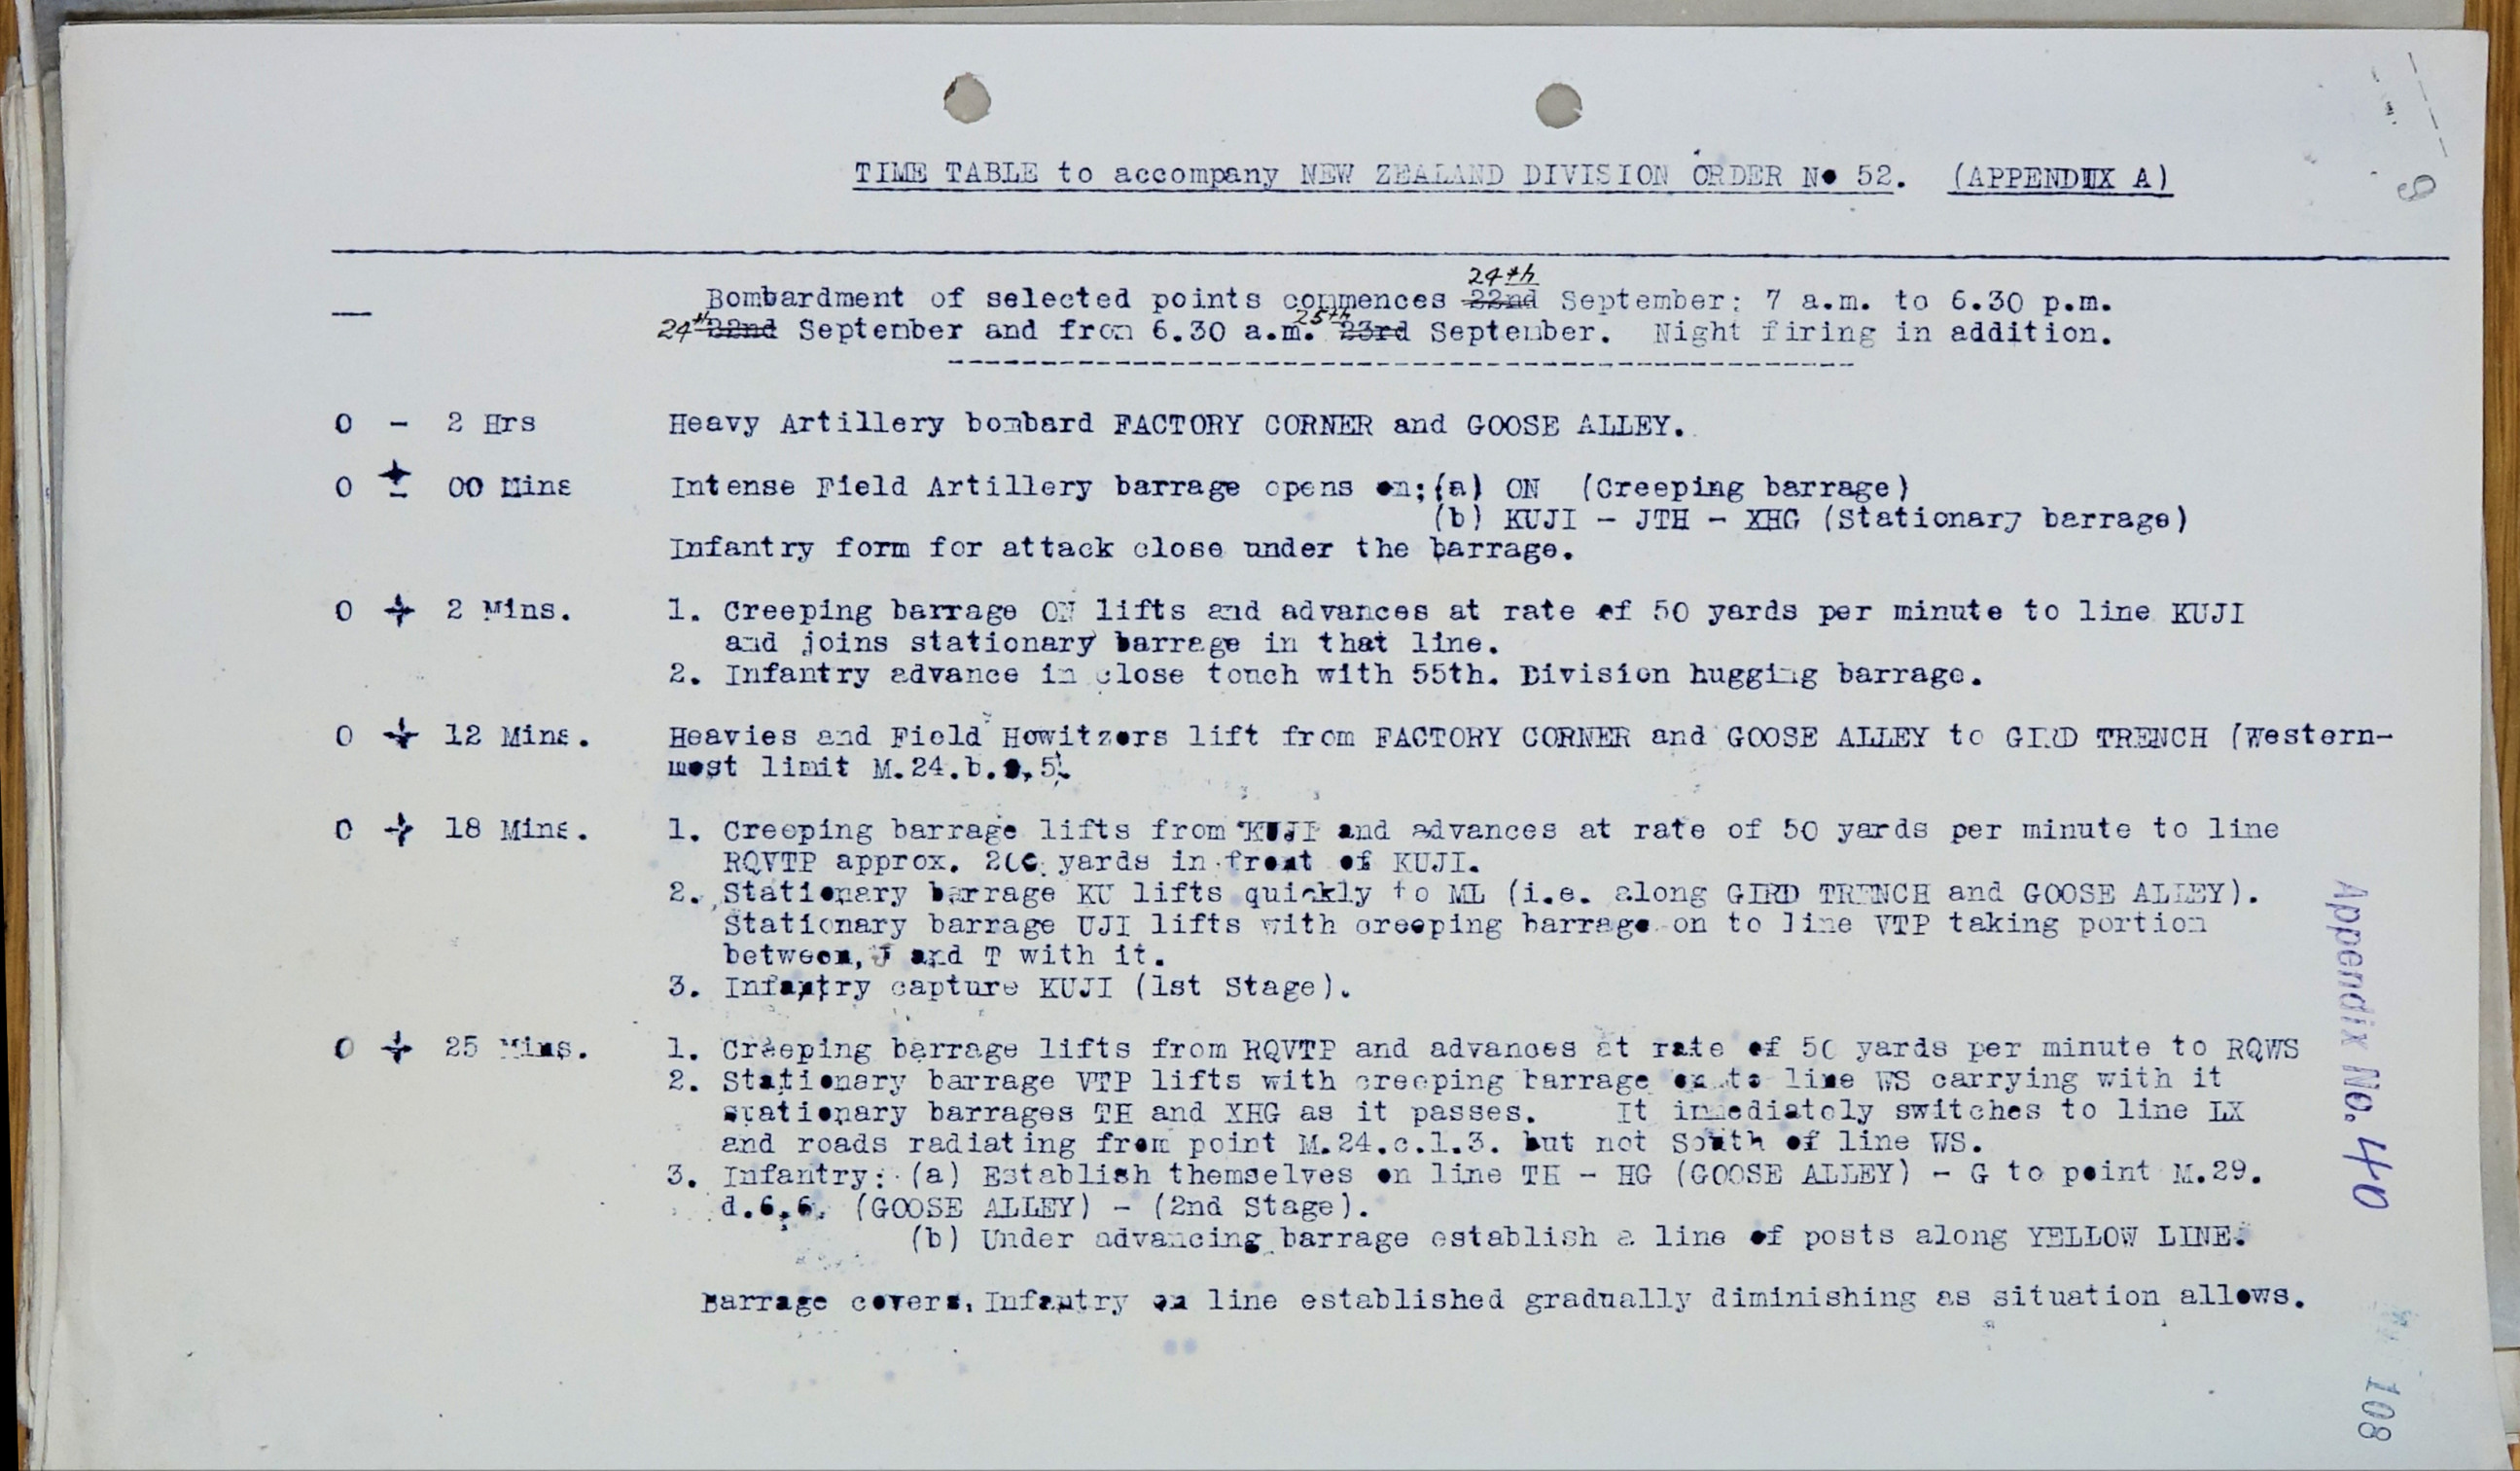 TIME TABLE to accompany NEW ZEALAND DIVISION ORDER No 52. (APPENDIX A)
24th
— Bombardment of selected points commences 22nd September: 7 a.m. to 6.30 p.m.
24th 22nd September and from 6.30 a.m. 25th 23rd September. Night firing in addition.
0 - 2 Hrs Heavy Artillery bombard FACTORY CORNER and GOOSE ALLEY.
0 ± 00 Mins Intense Field Artillery barrage opens on; (a) ON (Creeping barrage)
(b) KUJI - JTH - XHG (Stationary barrage)
Infantry form for attack close under the barrage.
0 + 2 Mins. 1. Creeping barrage ON lifts and advances at rate of 50 yards per minute to line KUJI
and joins stationary barrage in that line.
2. Infantry advance in close touch with 55th. Division hugging barrage.
0 + 12 Mins. Heavies and Field Howitzers lift from FACTORY CORNER and GOOSE ALLEY to GIRD TRENCH (Western-
most limit M.24.b. 5.
0 + 18 Mins. 1. Creeping barrage lifts from KUJI and advances at rate of 50 yards per minute to line
RQVTP approx. 200 yards in front of KUJI.
2. Stationary barrage KU lifts quickly to ML (i.e. along GIRD TRENCH and GOOSE ALLEY).
Stationary barrage UJI lifts with creeping barrage on to line VTP taking portion
between, J and T with it.
3. Infantry capture KUJI (1st Stage).
0 + 25 Mins. 1. Creeping barrage lifts from RQVTP and advances at rate of 50 yards per minute to RQWS
2. Stationary barrage VTP lifts with creeping barrage on to line WS carrying with it
stationary barrages TH and XHG as it passes. It immediately switches to line LX
and roads radiating from point M.24.c.1.3. but not South of line WS.
3. Infantry: (a) Establish themselves on line TH - HG (GOOSE ALLEY) - G to point M.29.
d.6.6. (GOOSE ALLEY) - (2nd Stage).
(b) Under advancing barrage establish a line of posts along YELLOW LINE.
Barrage covers Infantry on line established gradually diminishing as situation allows.
Appendix No. 40
108
9